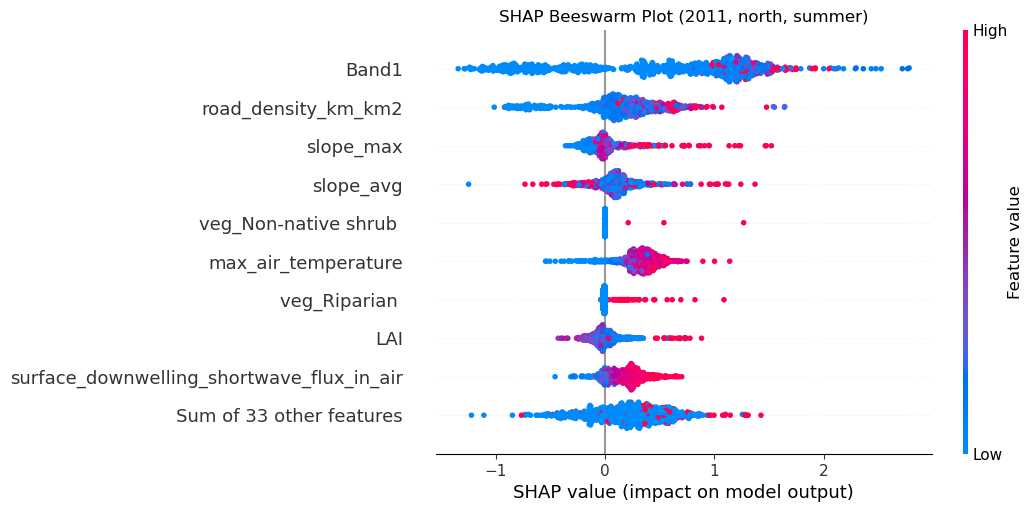 SHAP Beeswarm Plot (2011, north, summer)
High
Band1
road_density_km_km2
slope_max
slope_avg
veg_Non-native shrub
max_air_temperature
veg_Riparian
LAI
surface_downwelling_shortwave_flux_in_air
Sum of 33 other features
Feature value
Low
−1
0
1
2
SHAP value (impact on model output)